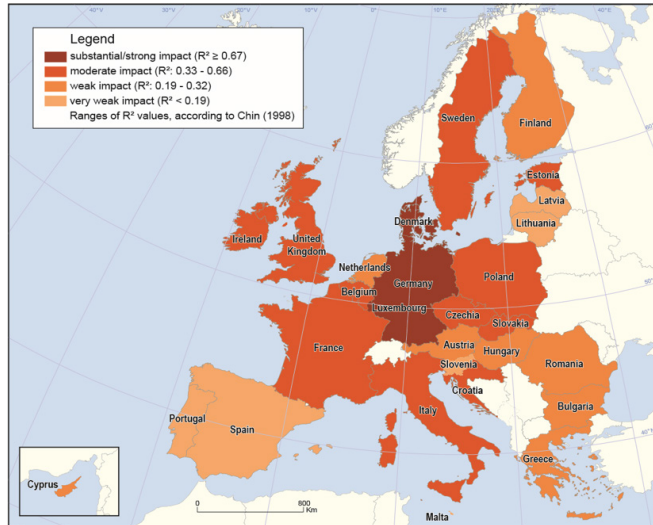 Legend
substantial/strong impact (R² ≥ 0.67)
moderate impact (R²: 0.33 - 0.66)
weak impact (R²: 0.19 - 0.32)
very weak impact (R² < 0.19)
Ranges of R² values, according to Chin (1998)
Sweden
Finland
Estonia
Latvia
Lithuania
Denmark
Ireland
United
Kingdom
Netherlands
Belgium
Germany
Poland
Luxembourg
Czechia
Slovakia
France
Austria
Hungary
Slovenia
Romania
Croatia
Italy
Bulgaria
Portugal
Spain
Greece
Cyprus
Malta
0
800
Km